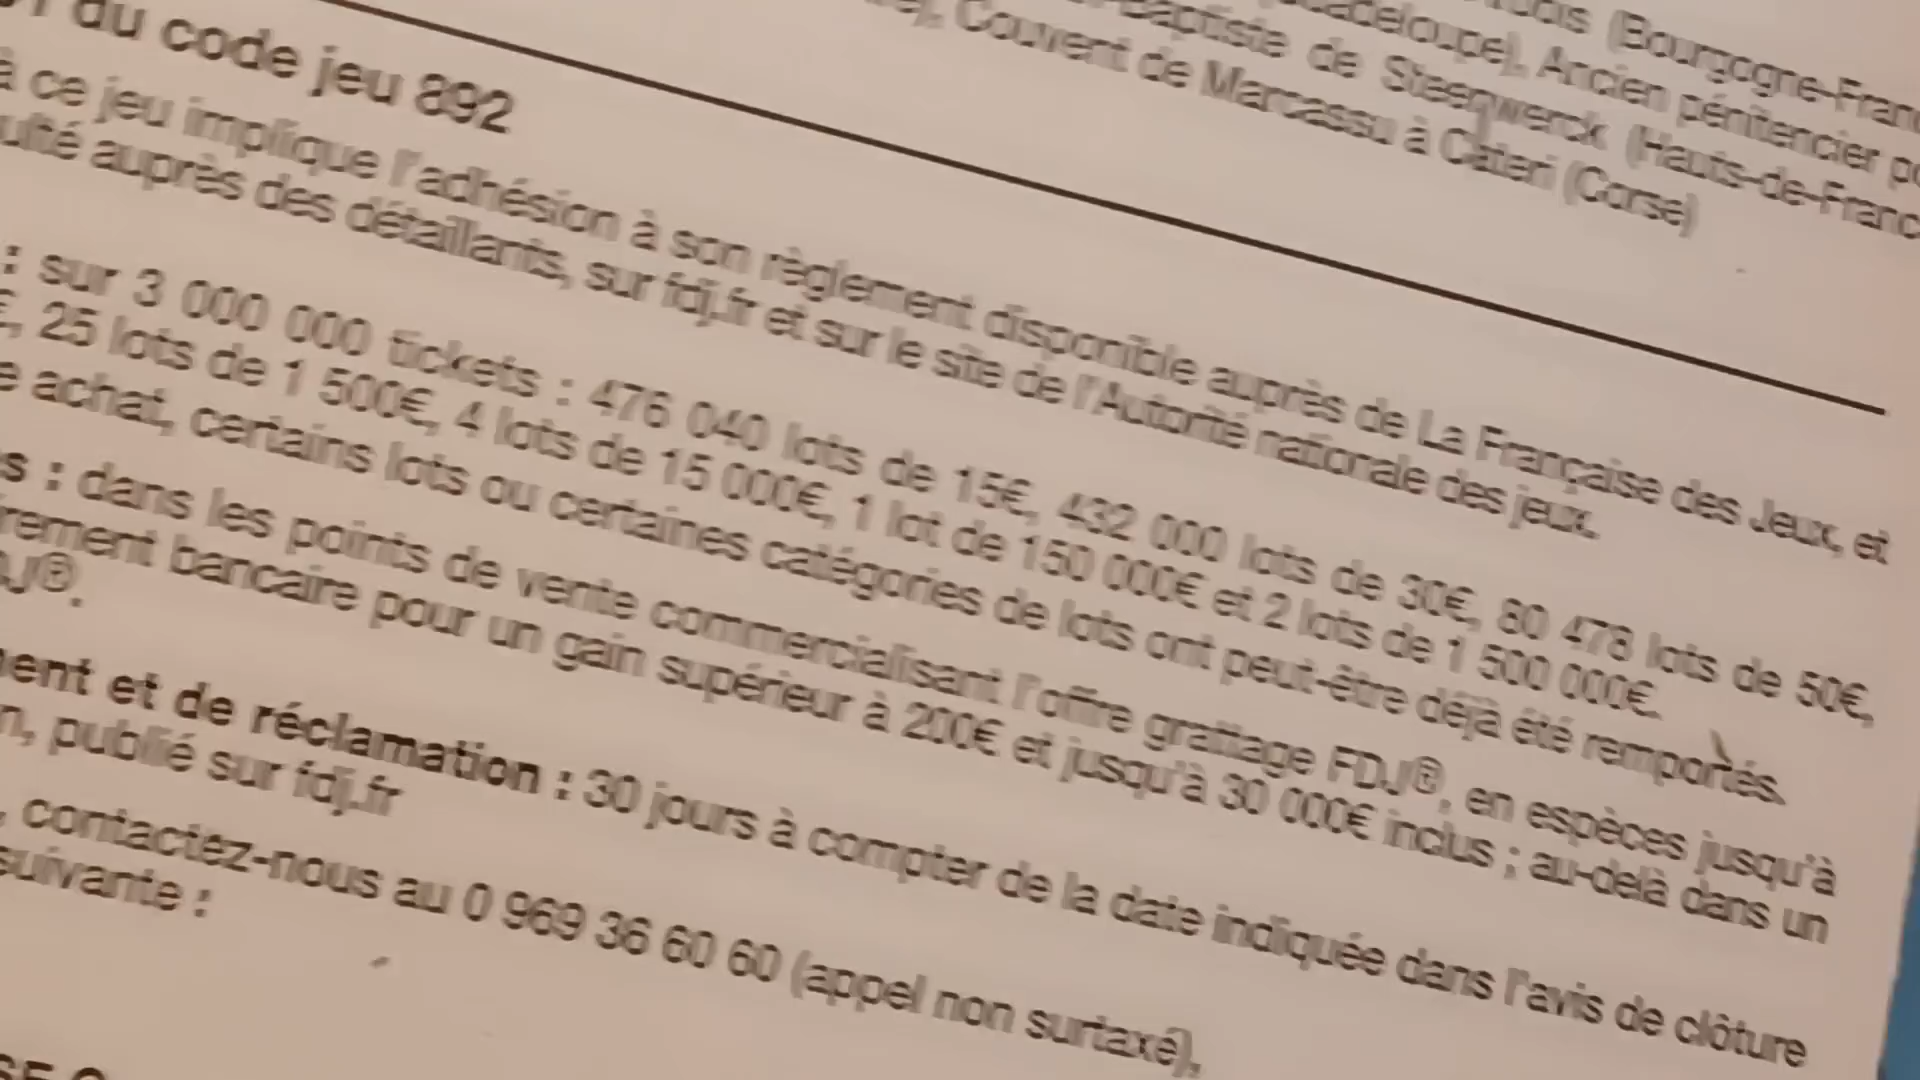 (Bourgogne-Franc
Ancien pénitencier
Baptiste de Steenwerck (Hauts-de-Franc
Couvent de Marcassu à Cateri (Corse)
du code jeu 892
à ce jeu implique l'adhésion à son règlement disponible auprès de La Française des Jeux, et
auprès des détaillants, sur fdj.fr et sur le site de l'Autorité nationale des jeux.
: sur 3 000 000 tickets : 476 040 lots de 15€, 432 000 lots de 30€, 80 478 lots de 50€,
€, 25 lots de 1 500€, 4 lots de 15 000€, 1 lot de 150 000€ et 2 lots de 1 500 000€.
achat, certains lots ou certaines catégories de lots ont peut-être déjà été remportés.
s : dans les points de vente commercialisant l'offre grattage FDJ®, en espèces jusqu'à
rement bancaire pour un gain supérieur à 200€ et jusqu'à 30 000€ inclus ; au-delà dans un
DJ®.
ment et de réclamation : 30 jours à compter de la date indiquée dans l'avis de clôture
n, publié sur fdj.fr
, contactez-nous au 0 969 36 60 60 (appel non surtaxé),
suivante :